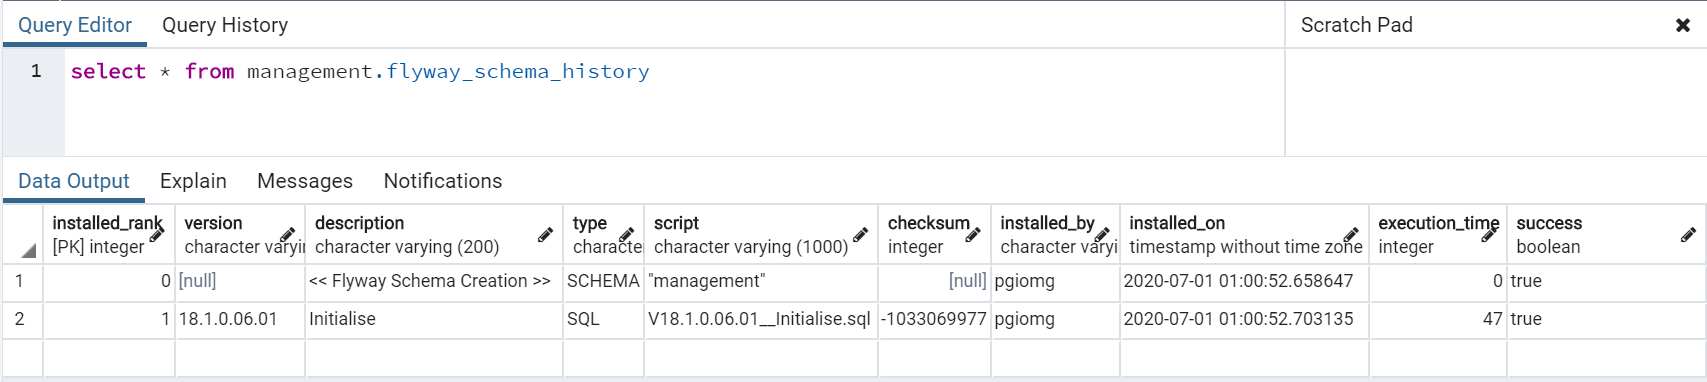 Query Editor Query History Scratch Pad
1 select * from management.flyway_schema_history
Data Output Explain Messages Notifications
installed_rank version description type script checksum installed_by installed_on execution_time success
[PK] integer character varyi character varying (200) characte character varying (1000) integer character varyi timestamp without time zone integer boolean
1 0 [null] << Flyway Schema Creation >> SCHEMA "management" [null] pgiomg 2020-07-01 01:00:52.658647 0 true
2 1 18.1.0.06.01 Initialise SQL V18.1.0.06.01__Initialise.sql -1033069977 pgiomg 2020-07-01 01:00:52.703135 47 true